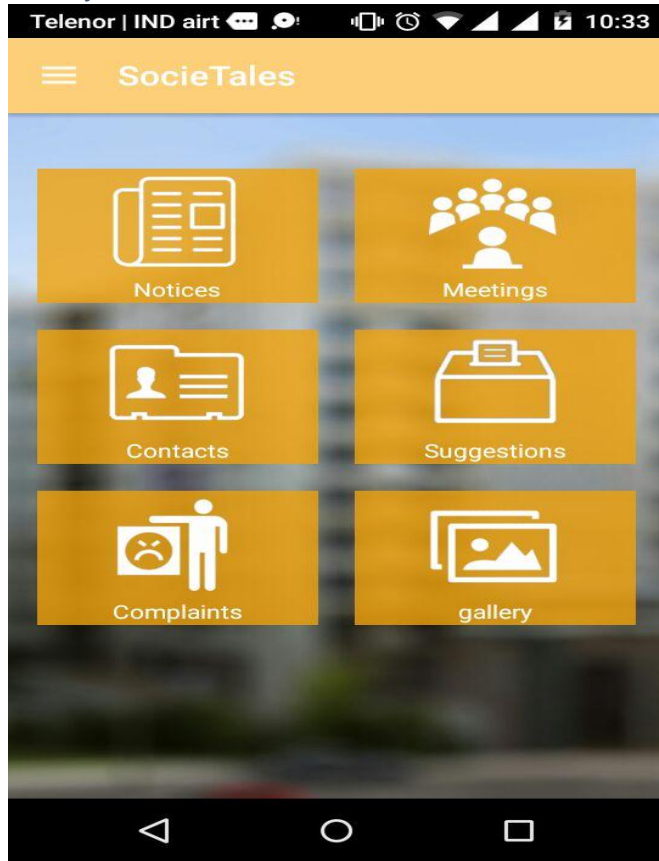 Telenor | IND airt 10:33
SocieTales
Notices Meetings
Contacts Suggestions
Complaints gallery